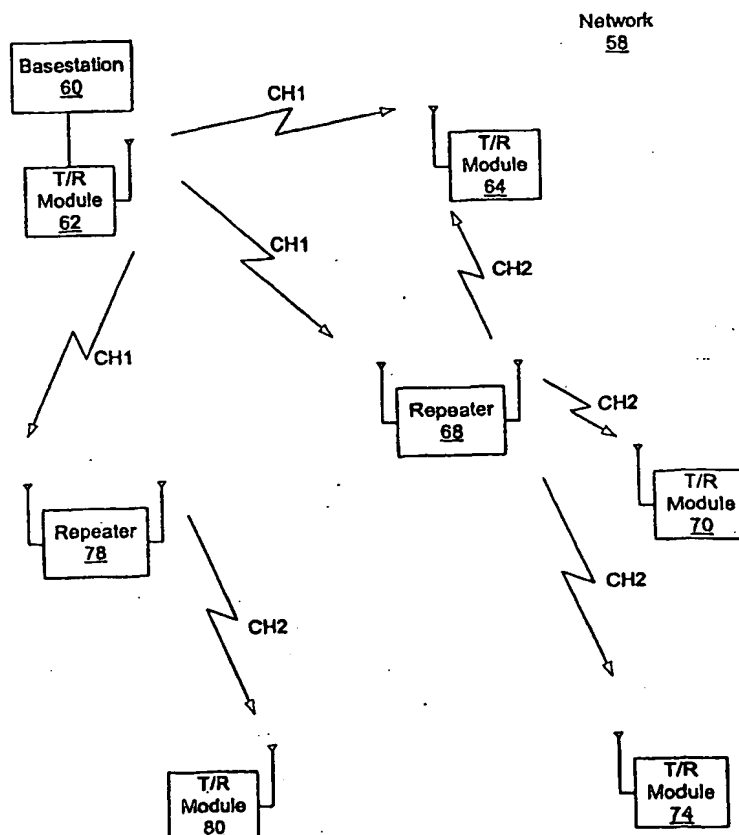 Network
58
Basestation
60
CH1
T/R
Module
62
T/R
Module
64
CH1
CH2
CH1
CH2
Repeater
68
T/R
Module
70
Repeater
78
CH2
CH2
T/R
Module
80
T/R
Module
74